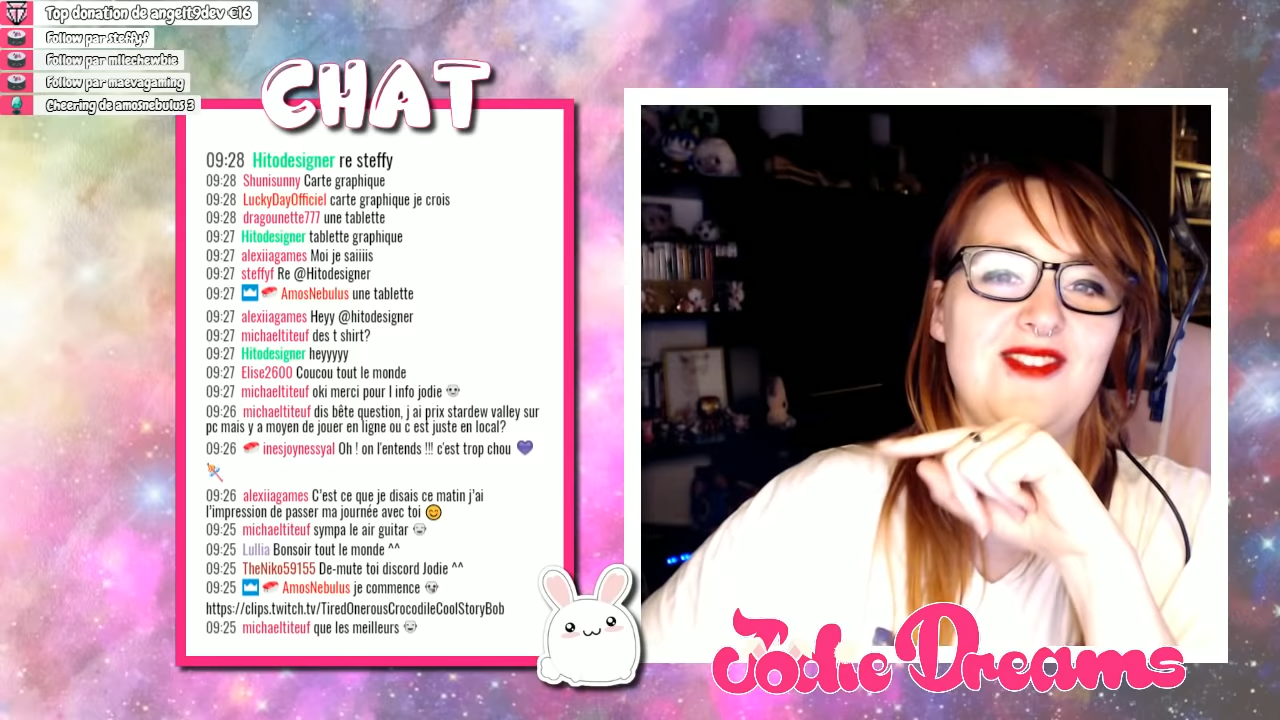 Top donation de angett9dev €16
Follow par steffyf
Follow par mllechewbie
Follow par maevagaming
Cheering de amosnebulus 3
CHAT
09:28 Hitodesigner re steffy
09:28 Shunisunny Carte graphique
09:28 LuckyDayOfficiel carte graphique je crois
09:28 dragounette777 une tablette
09:27 Hitodesigner tablette graphique
09:27 alexiiagames Moi je saiiiis
09:27 steffyf Re @Hitodesigner
09:27 AmosNebulus une tablette
09:27 alexiiagames Heyy @hitodesigner
09:27 michaeltiteuf des t shirt?
09:27 Hitodesigner heyyyyy
09:27 Elise2600 Coucou tout le monde
09:27 michaeltiteuf oki merci pour l info jodie
09:26 michaeltiteuf dis bête question, j ai prix stardew valley sur
pc mais y a moyen de jouer en ligne ou c est juste en local?
09:26 inesjoynessyal Oh ! on l'entends !!! c'est trop chou 💜
09:26 alexiiagames C'est ce que je disais ce matin j'ai
l'impression de passer ma journée avec toi 😊
09:25 michaeltiteuf sympa le air guitar
09:25 Lullia Bonsoir tout le monde ^^
09:25 TheNiko59155 De-mute toi discord Jodie ^^
09:25 AmosNebulus je commence
https://clips.twitch.tv/TiredOnerousCrocodileCoolStoryBob
09:25 michaeltiteuf que les meilleurs
Jodie Dreams